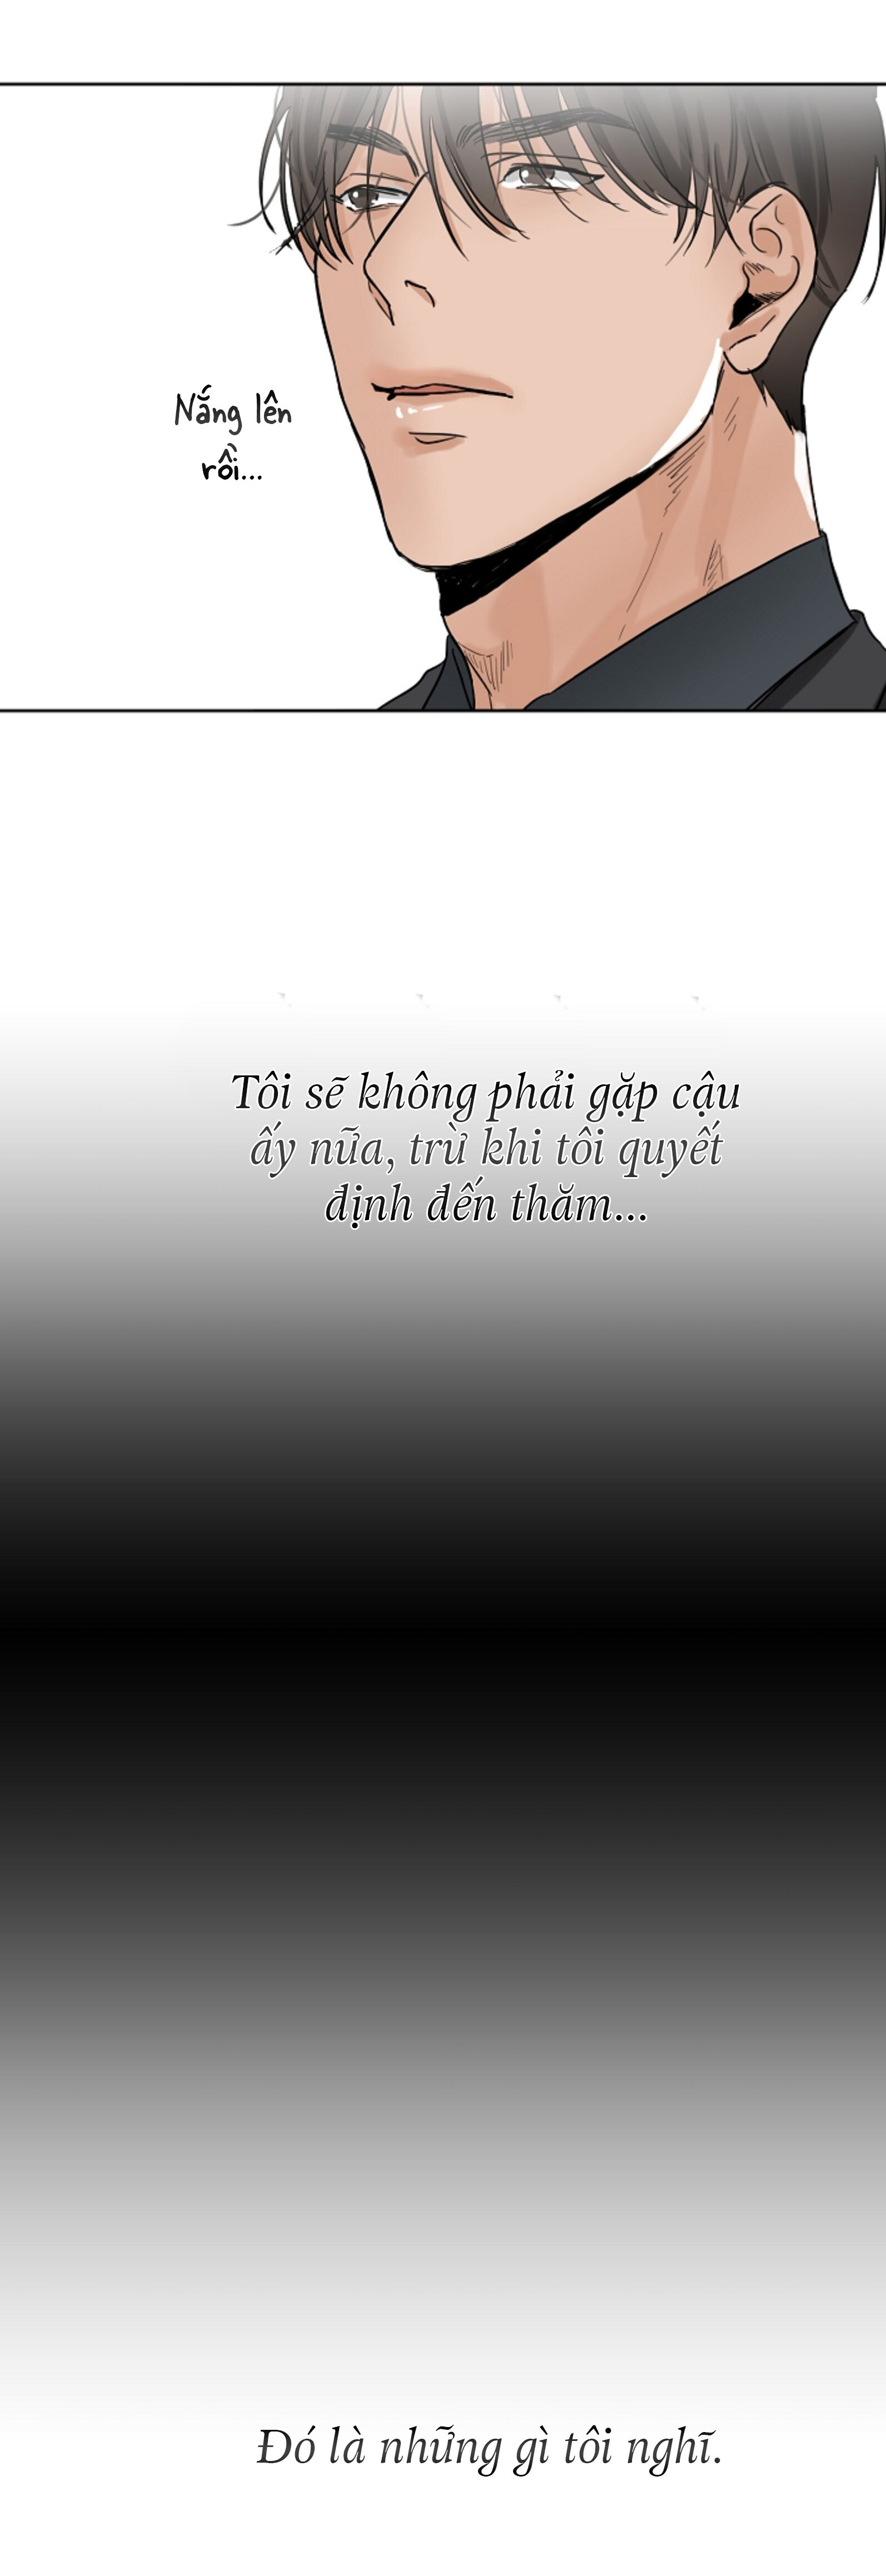 Nắng lên
rồi...
Tôi sẽ không phải gặp cậu
ấy nữa, trừ khi tôi quyết
định đến thăm...
Đó là những gì tôi nghĩ.